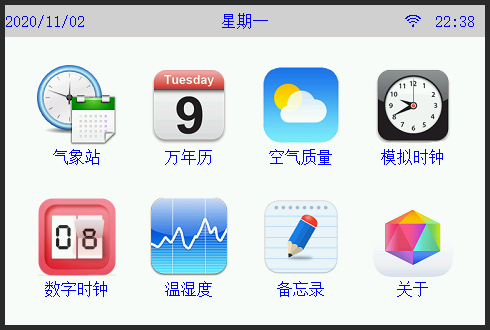 2020/11/02 星期一 22:38
Tuesday
9
气象站 万年历 空气质量 模拟时钟
08
数字时钟 温湿度 备忘录 关于